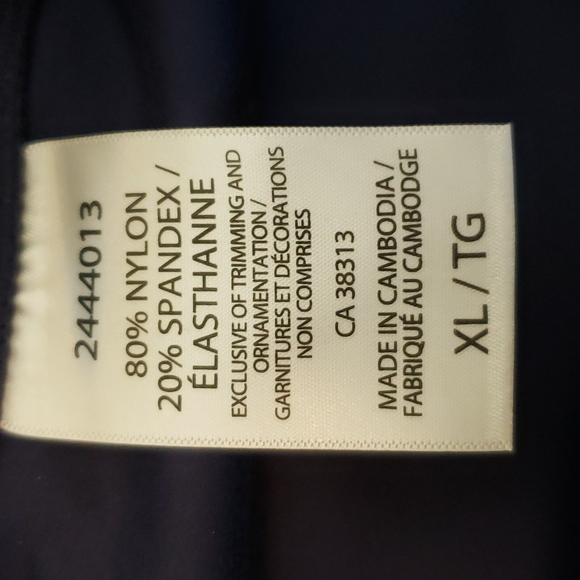 2444013
80% NYLON
20% SPANDEX /
ÉLASTHANNE
EXCLUSIVE OF TRIMMING AND
ORNAMENTATION /
GARNITURES ET DÉCORATIONS
NON COMPRISES
CA 38313
MADE IN CAMBODIA /
FABRIQUÉ AU CAMBODGE
XL / TG